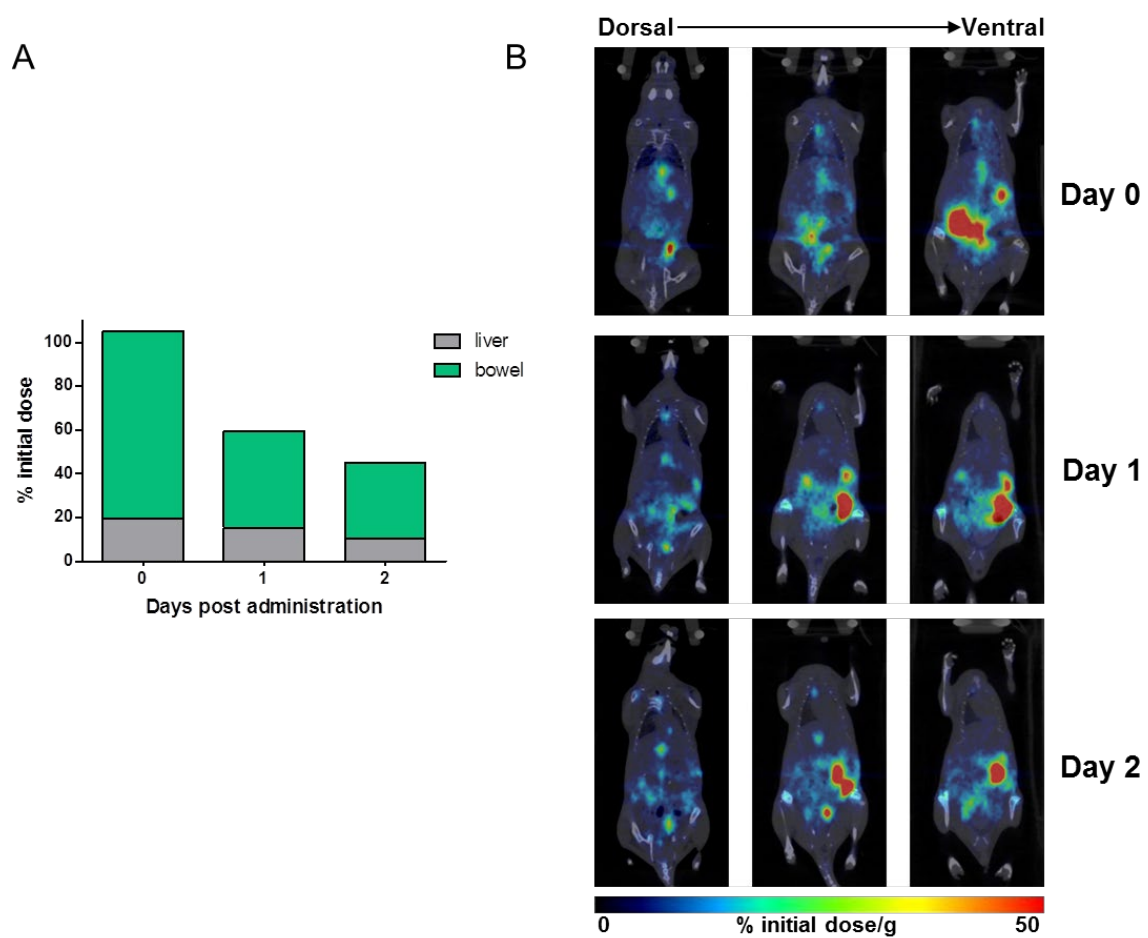 A
% initial dose
100
80
60
40
20
0
0 1 2
Days post administration
liver
bowel
B
Dorsal Ventral
Day 0
Day 1
Day 2
0 % initial dose/g 50